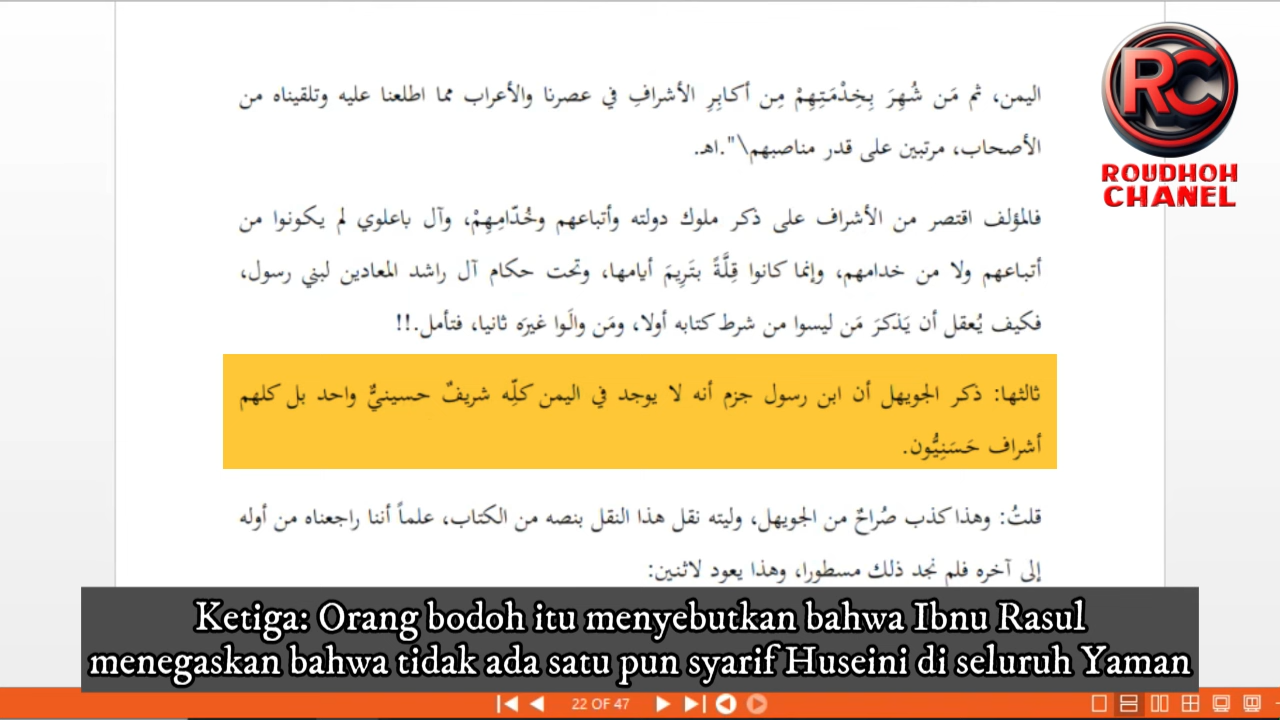 اليمن، ثم مَن شُهِرَ بِخِدْمَتِهِمْ مِن أكابِرِ الأشرافِ في عصرنا والأعراب مما اطلعنا عليه وتلقيناه من
الأصحاب، مرتبين على قدر مناصبهم\".اهـ.
فالمؤلف اقتصر من الأشراف على ذكر ملوك دولته وأتباعهم وخُدّامِهِمْ، وآل باعلوي لم يكونوا من
أتباعهم ولا من خدامهم، وإنما كانوا قِلَّةً بتَرِيمَ أيامها، وتحت حكام آل راشد المعادين لبني رسول،
فكيف يُعقل أن يَذكرَ مَن ليسوا من شرط كتابه أولا، ومَن والَوا غيرَه ثانيا، فتأمل.!!
ثالثها: ذكر الجويهل أن ابن رسول جزم أنه لا يوجد في اليمن كلِّه شريفٌ حسينيٌّ واحد بل كلهم
أشراف حَسَنِيُّون.
قلتُ: وهذا كذب صُراحٌ من الجويهل، وليته نقل هذا النقل بنصه من الكتاب، علماً أننا راجعناه من أوله
إلى آخره فلم نجد ذلك مسطورا، وهذا يعود لاثنين:
RC
ROUDHOH
CHANEL
Ketiga: Orang bodoh itu menyebutkan bahwa Ibnu Rasul
menegaskan bahwa tidak ada satu pun syarif Huseini di seluruh Yaman
22 OF 47